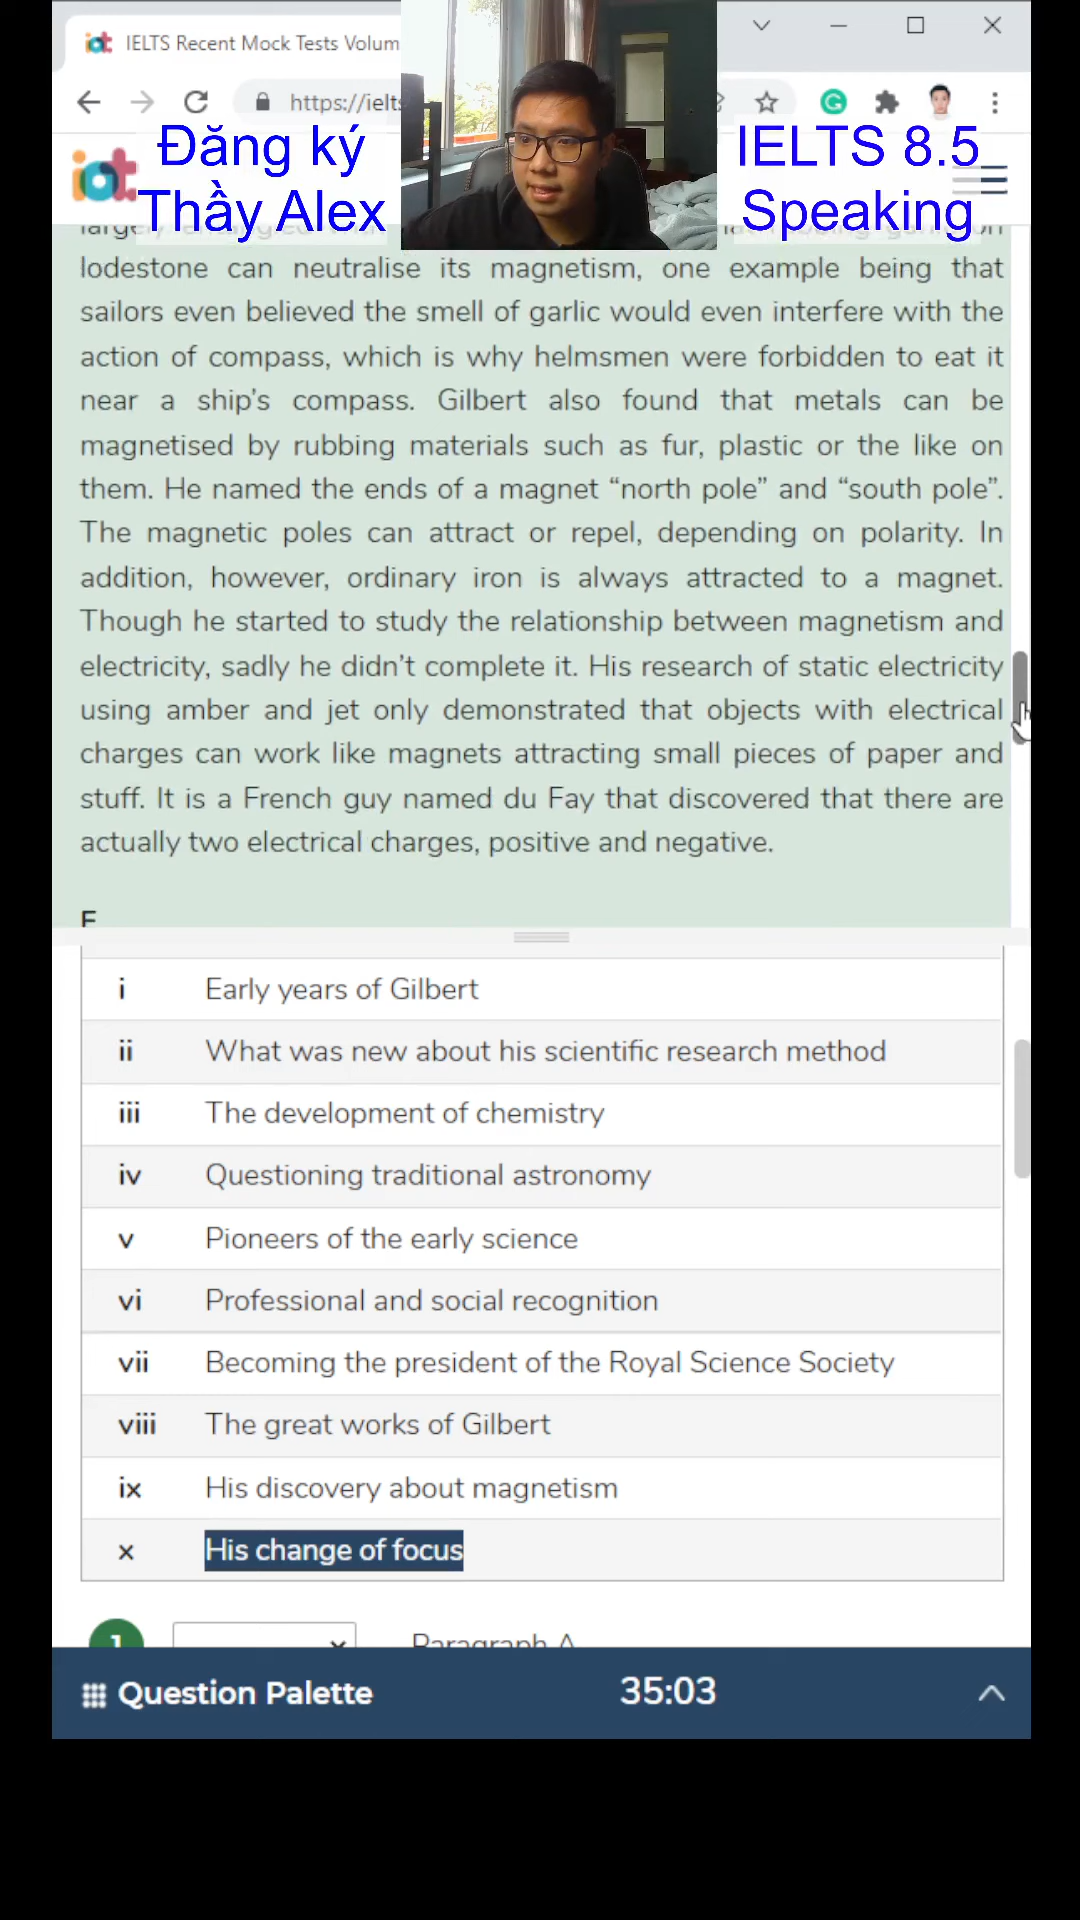 IELTS Recent Mock Tests Volum
https://ielts
iot
Đăng ký
Thầy Alex
IELTS 8.5
Speaking
lodestone can neutralise its magnetism, one example being that
sailors even believed the smell of garlic would even interfere with the
action of compass, which is why helmsmen were forbidden to eat it
near a ship's compass. Gilbert also found that metals can be
magnetised by rubbing materials such as fur, plastic or the like on
them. He named the ends of a magnet “north pole” and “south pole”.
The magnetic poles can attract or repel, depending on polarity. In
addition, however, ordinary iron is always attracted to a magnet.
Though he started to study the relationship between magnetism and
electricity, sadly he didn't complete it. His research of static electricity
using amber and jet only demonstrated that objects with electrical
charges can work like magnets attracting small pieces of paper and
stuff. It is a French guy named du Fay that discovered that there are
actually two electrical charges, positive and negative.
i Early years of Gilbert
ii What was new about his scientific research method
iii The development of chemistry
iv Questioning traditional astronomy
v Pioneers of the early science
vi Professional and social recognition
vii Becoming the president of the Royal Science Society
viii The great works of Gilbert
ix His discovery about magnetism
x His change of focus
1 Paragraph A
Question Palette 35:03